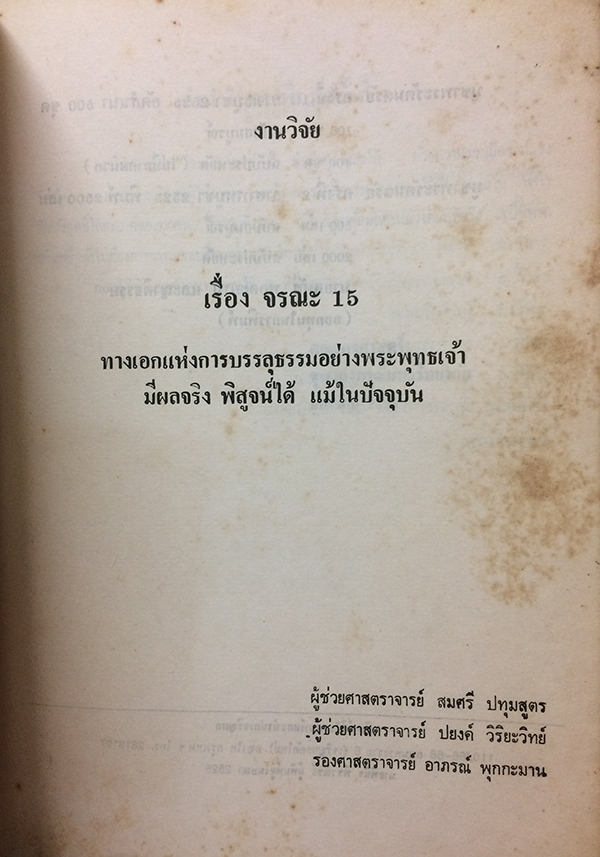 งานวิจัย
เรื่อง จรณะ 15
ทางเอกแห่งการบรรลุธรรมอย่างพระพุทธเจ้า
มีผลจริง พิสูจน์ได้ แม้ในปัจจุบัน
ผู้ช่วยศาสตราจารย์ สมศรี ปทุมสูตร
ผู้ช่วยศาสตราจารย์ ปยงค์ วิริยะวิทย์
รองศาสตราจารย์ อาภรณ์ พุกกะมาน